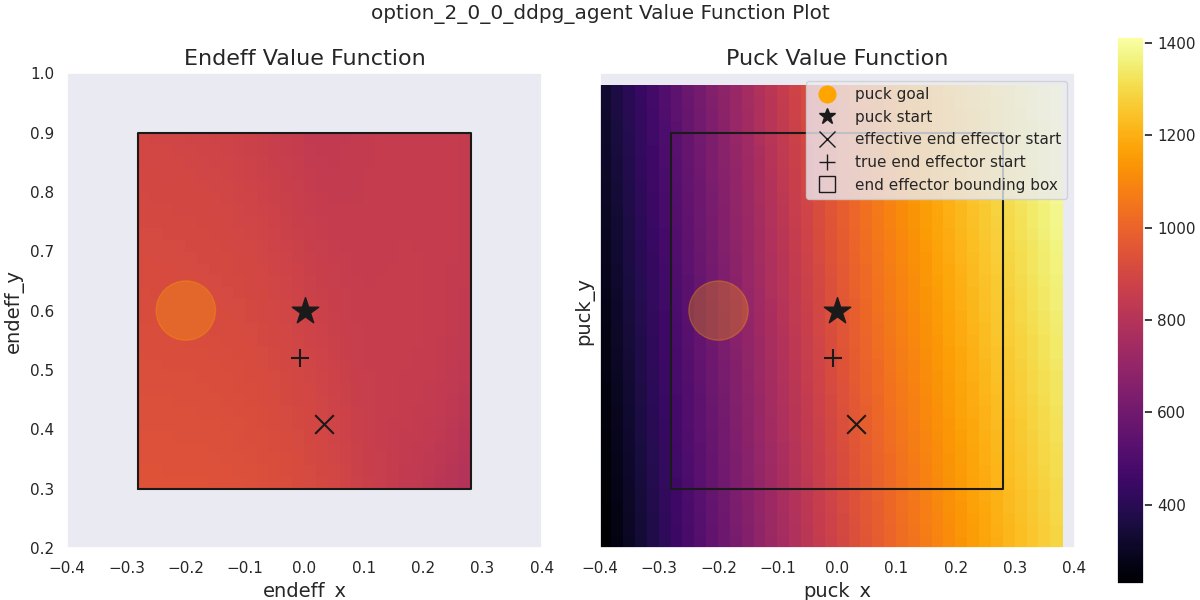 option_2_0_0_ddpg_agent Value Function Plot
Endeff Value Function
Puck Value Function
1.0
0.9
0.8
0.7
0.6
0.5
0.4
0.3
0.2
endeff_y
−0.4 −0.3 −0.2 −0.1 0.0 0.1 0.2 0.3 0.4
endeff_x
puck_y
puck goal
puck start
effective end effector start
true end effector start
end effector bounding box
−0.4 −0.3 −0.2 −0.1 0.0 0.1 0.2 0.3 0.4
puck_x
1400
1200
1000
800
600
400